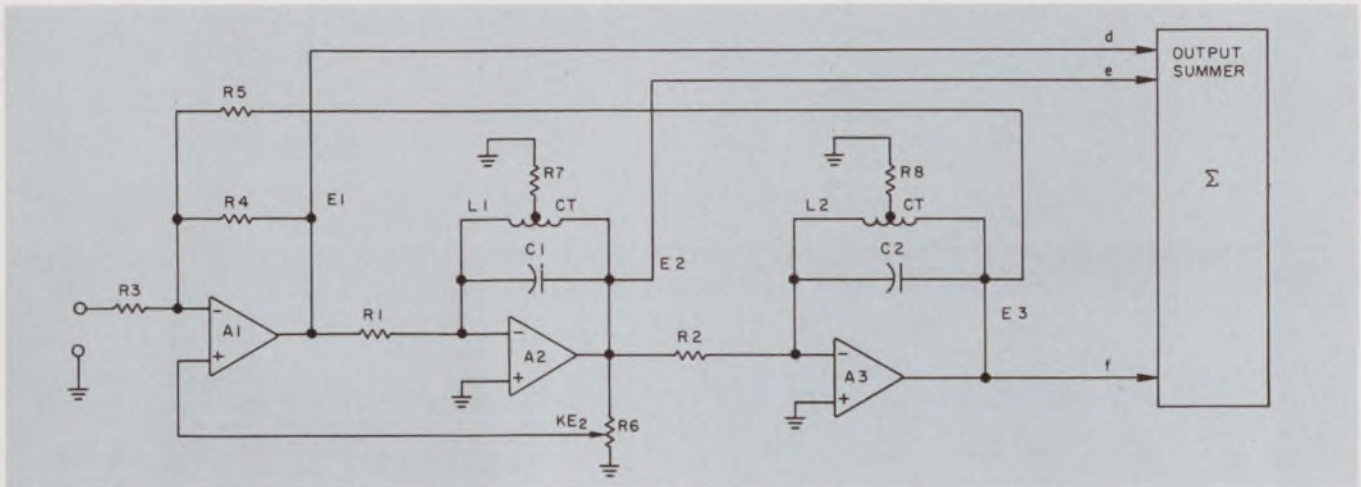 d
OUTPUT
SUMMER
e
R5
R7
R8
R4
E1
L1
CT
L2
CT
Σ
C1
C2
E2
R3
E3
-
A1
+
R1
-
A2
+
R2
-
A3
+
f
KE2
R6